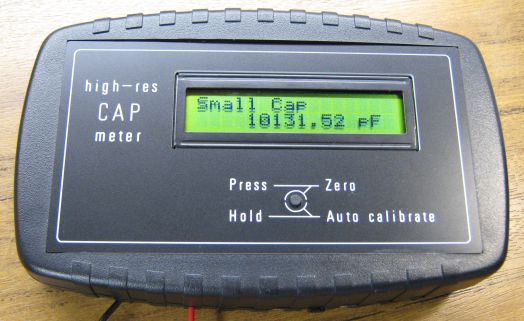 high-res
CAP
meter
Small Cap
10131.52 pF
Press Zero
Hold Auto calibrate